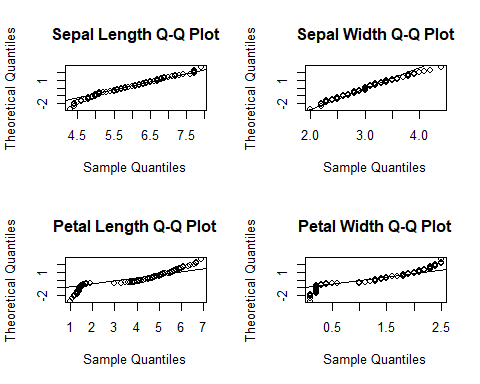 Sepal Length Q-Q Plot
Theoretical Quantiles
-2 1
4.5 5.5 6.5 7.5
Sample Quantiles
Sepal Width Q-Q Plot
Theoretical Quantiles
-2 1
2.0 3.0 4.0
Sample Quantiles
Petal Length Q-Q Plot
Theoretical Quantiles
-2 1
1 2 3 4 5 6 7
Sample Quantiles
Petal Width Q-Q Plot
Theoretical Quantiles
-2 1
0.5 1.5 2.5
Sample Quantiles